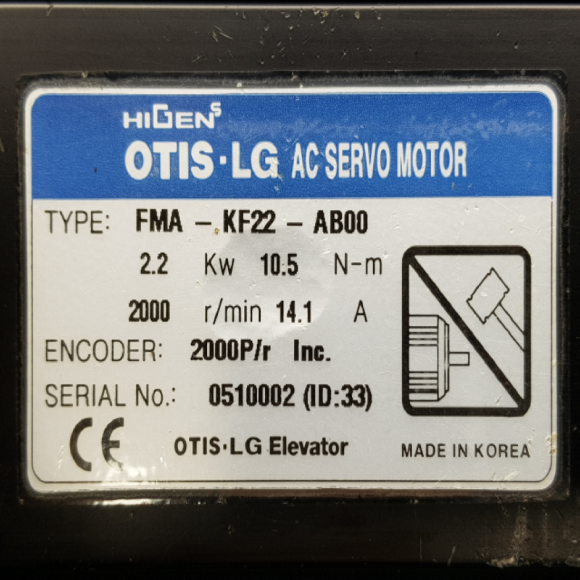 HIGEN S
OTIS·LG AC SERVO MOTOR
TYPE: FMA - KF22 - AB00
2.2 Kw 10.5 N-m
2000 r/min 14.1 A
ENCODER: 2000P/r Inc.
SERIAL No.: 0510002 (ID:33)
CE OTIS·LG Elevator MADE IN KOREA